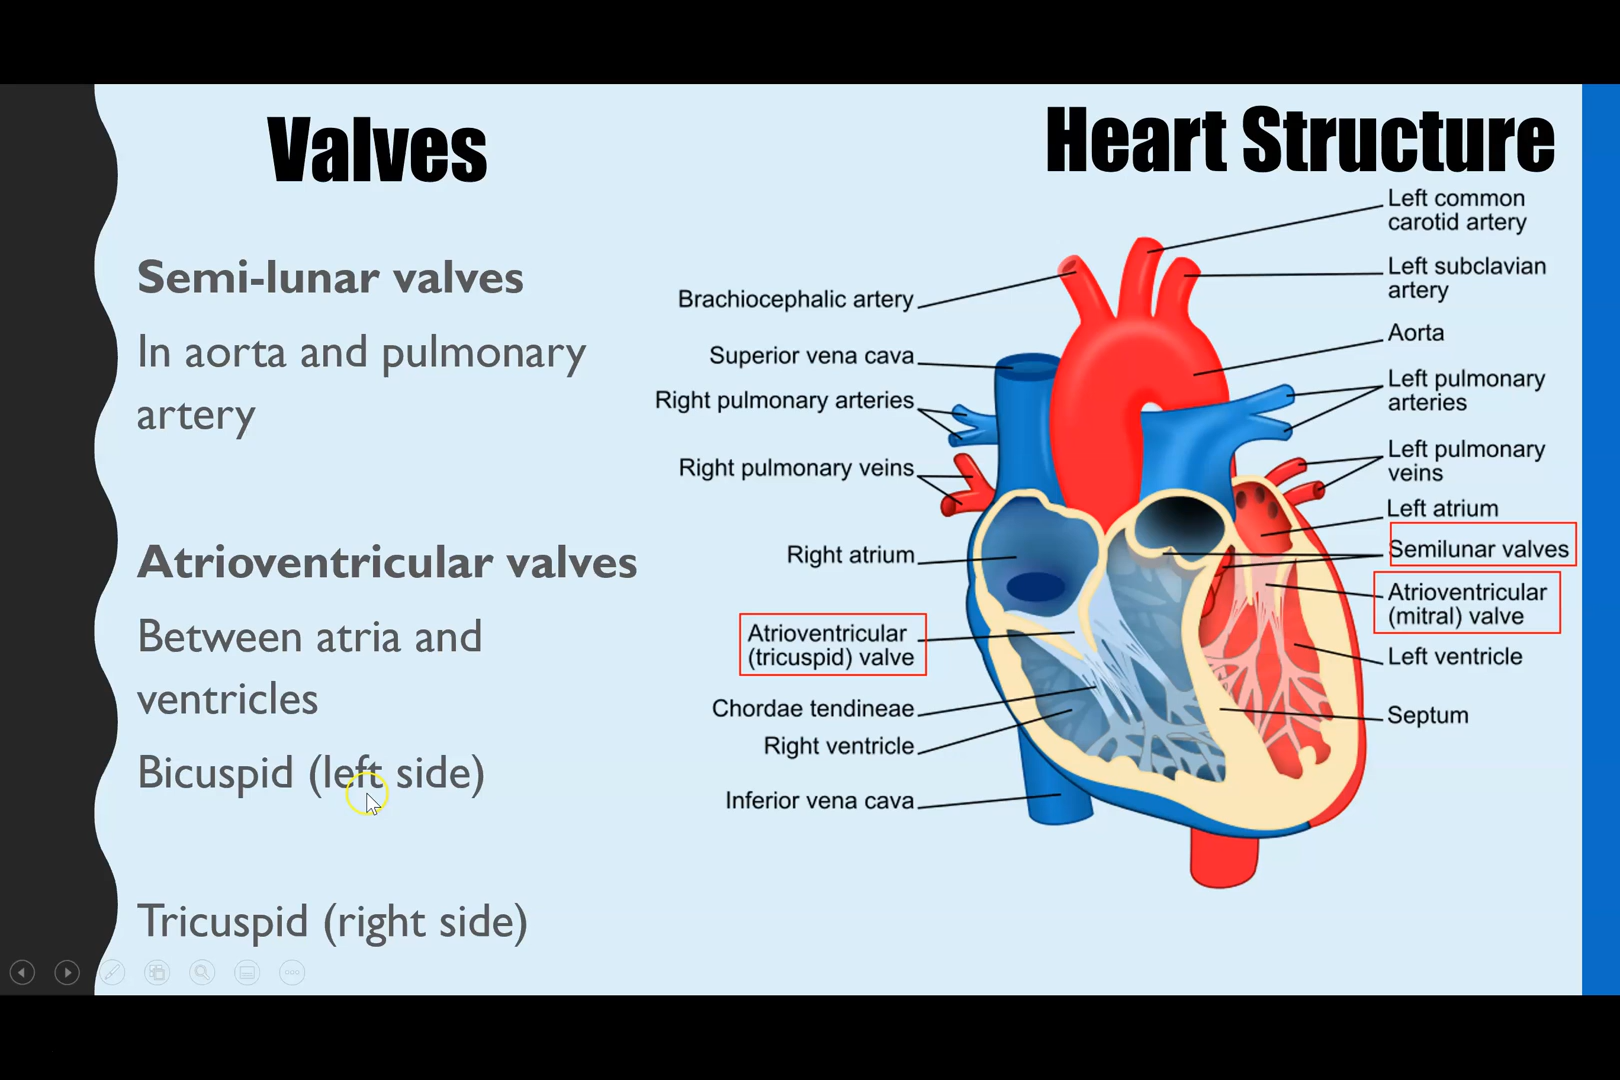 Valves
Heart Structure
Semi-lunar valves
In aorta and pulmonary
artery
Atrioventricular valves
Between atria and
ventricles
Bicuspid (left side)
Tricuspid (right side)
Brachiocephalic artery
Superior vena cava
Right pulmonary arteries
Right pulmonary veins
Right atrium
Atrioventricular
(tricuspid) valve
Chordae tendineae
Right ventricle
Inferior vena cava
Left common
carotid artery
Left subclavian
artery
Aorta
Left pulmonary
arteries
Left pulmonary
veins
Left atrium
Semilunar valves
Atrioventricular
(mitral) valve
Left ventricle
Septum